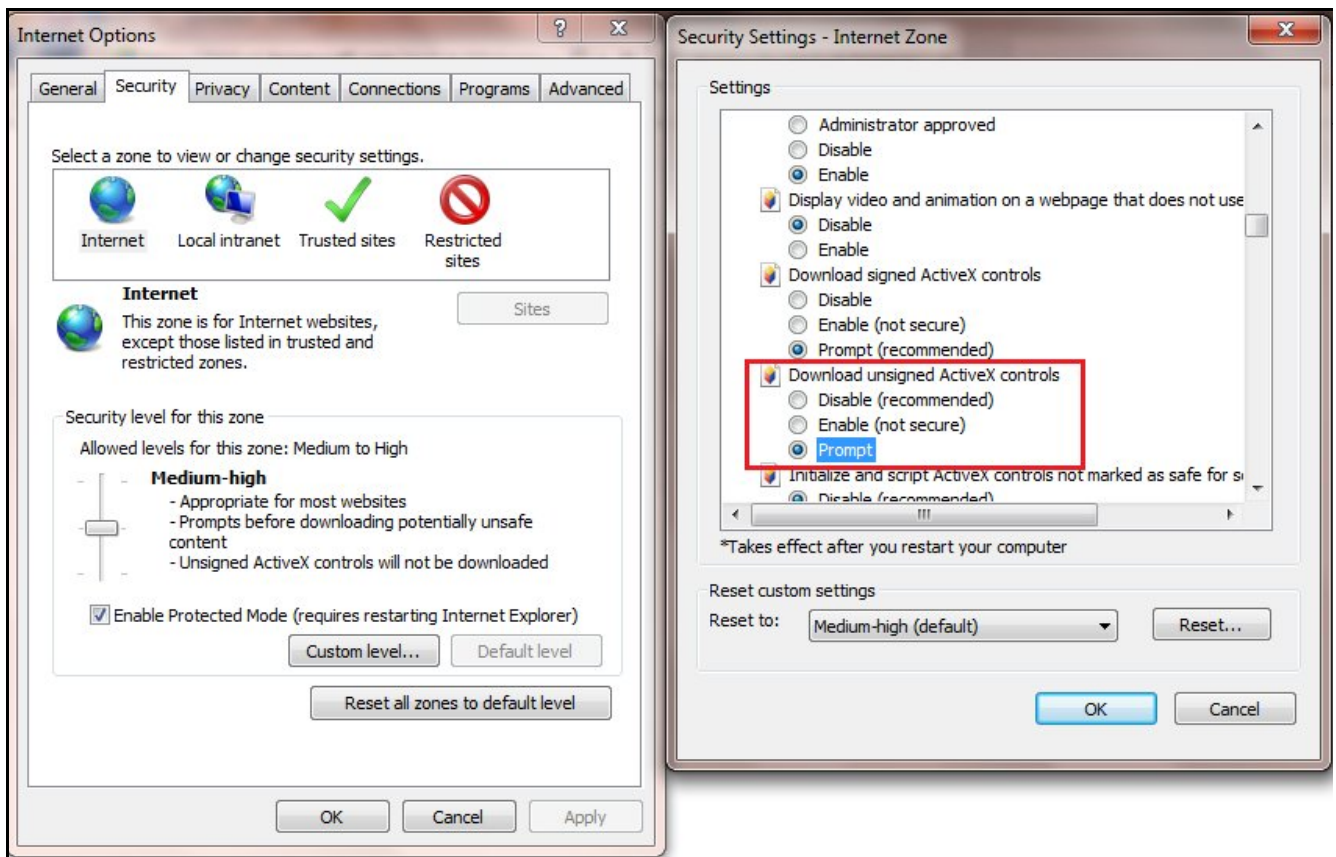 Internet Options
General Security Privacy Content Connections Programs Advanced
Select a zone to view or change security settings.
Internet
Local intranet
Trusted sites
Restricted
sites
Internet
This zone is for Internet websites,
except those listed in trusted and
restricted zones.
Sites
Security level for this zone
Allowed levels for this zone: Medium to High
Medium-high
- Appropriate for most websites
- Prompts before downloading potentially unsafe
content
- Unsigned ActiveX controls will not be downloaded
Enable Protected Mode (requires restarting Internet Explorer)
Custom level... Default level
Reset all zones to default level
OK Cancel Apply
Security Settings - Internet Zone
Settings
Administrator approved
Disable
Enable
Display video and animation on a webpage that does not use
Disable
Enable
Download signed ActiveX controls
Disable
Enable (not secure)
Prompt (recommended)
Download unsigned ActiveX controls
Disable (recommended)
Enable (not secure)
Prompt
Initialize and script ActiveX controls not marked as safe for s
Disable (recommended)
*Takes effect after you restart your computer
Reset custom settings
Reset to: Medium-high (default) Reset...
OK Cancel